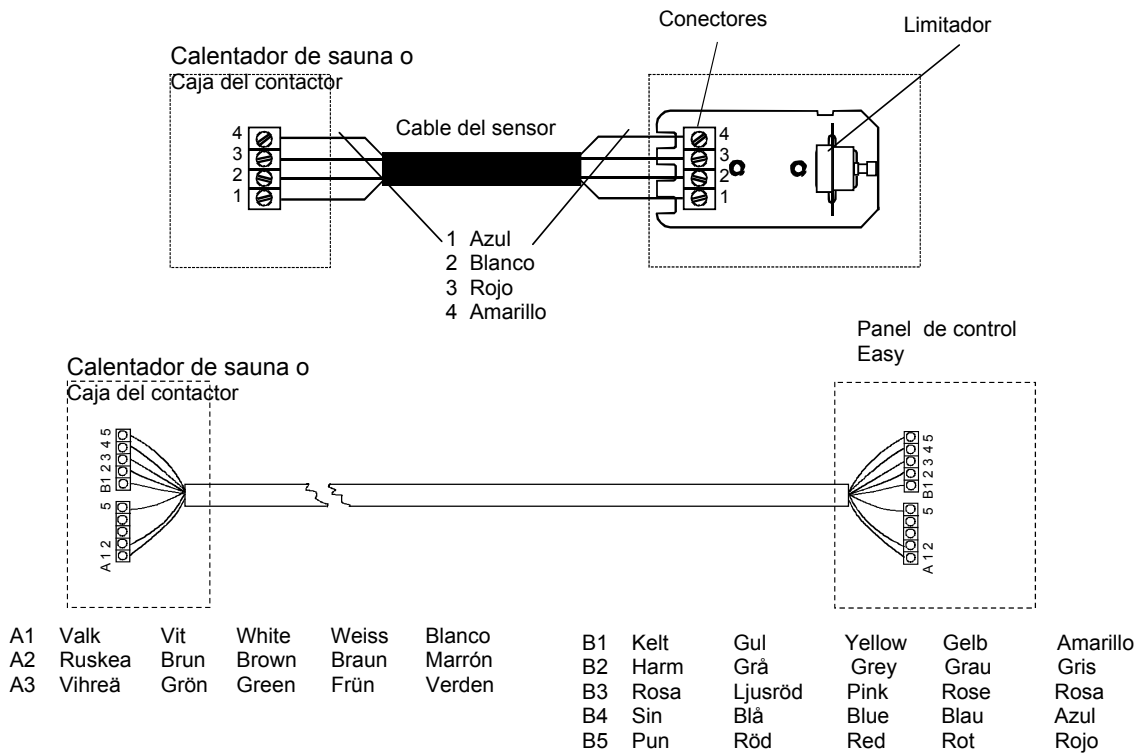 Conectores
Limitador
Calentador de sauna o
Caja del contactor
Cable del sensor
4
3
2
1
4
3
2
1
1 Azul
2 Blanco
3 Rojo
4 Amarillo
Panel de control
Easy
Calentador de sauna o
Caja del contactor
B1 2 3 4 5
A 1 2 5
B1 2 3 4 5
A 1 2 5
A1 Valk Vit White Weiss Blanco
A2 Ruskea Brun Brown Braun Marrón
A3 Vihreä Grön Green Frün Verden
B1 Kelt Gul Yellow Gelb Amarillo
B2 Harm Grå Grey Grau Gris
B3 Rosa Ljusröd Pink Rose Rosa
B4 Sin Blå Blue Blau Azul
B5 Pun Röd Red Rot Rojo